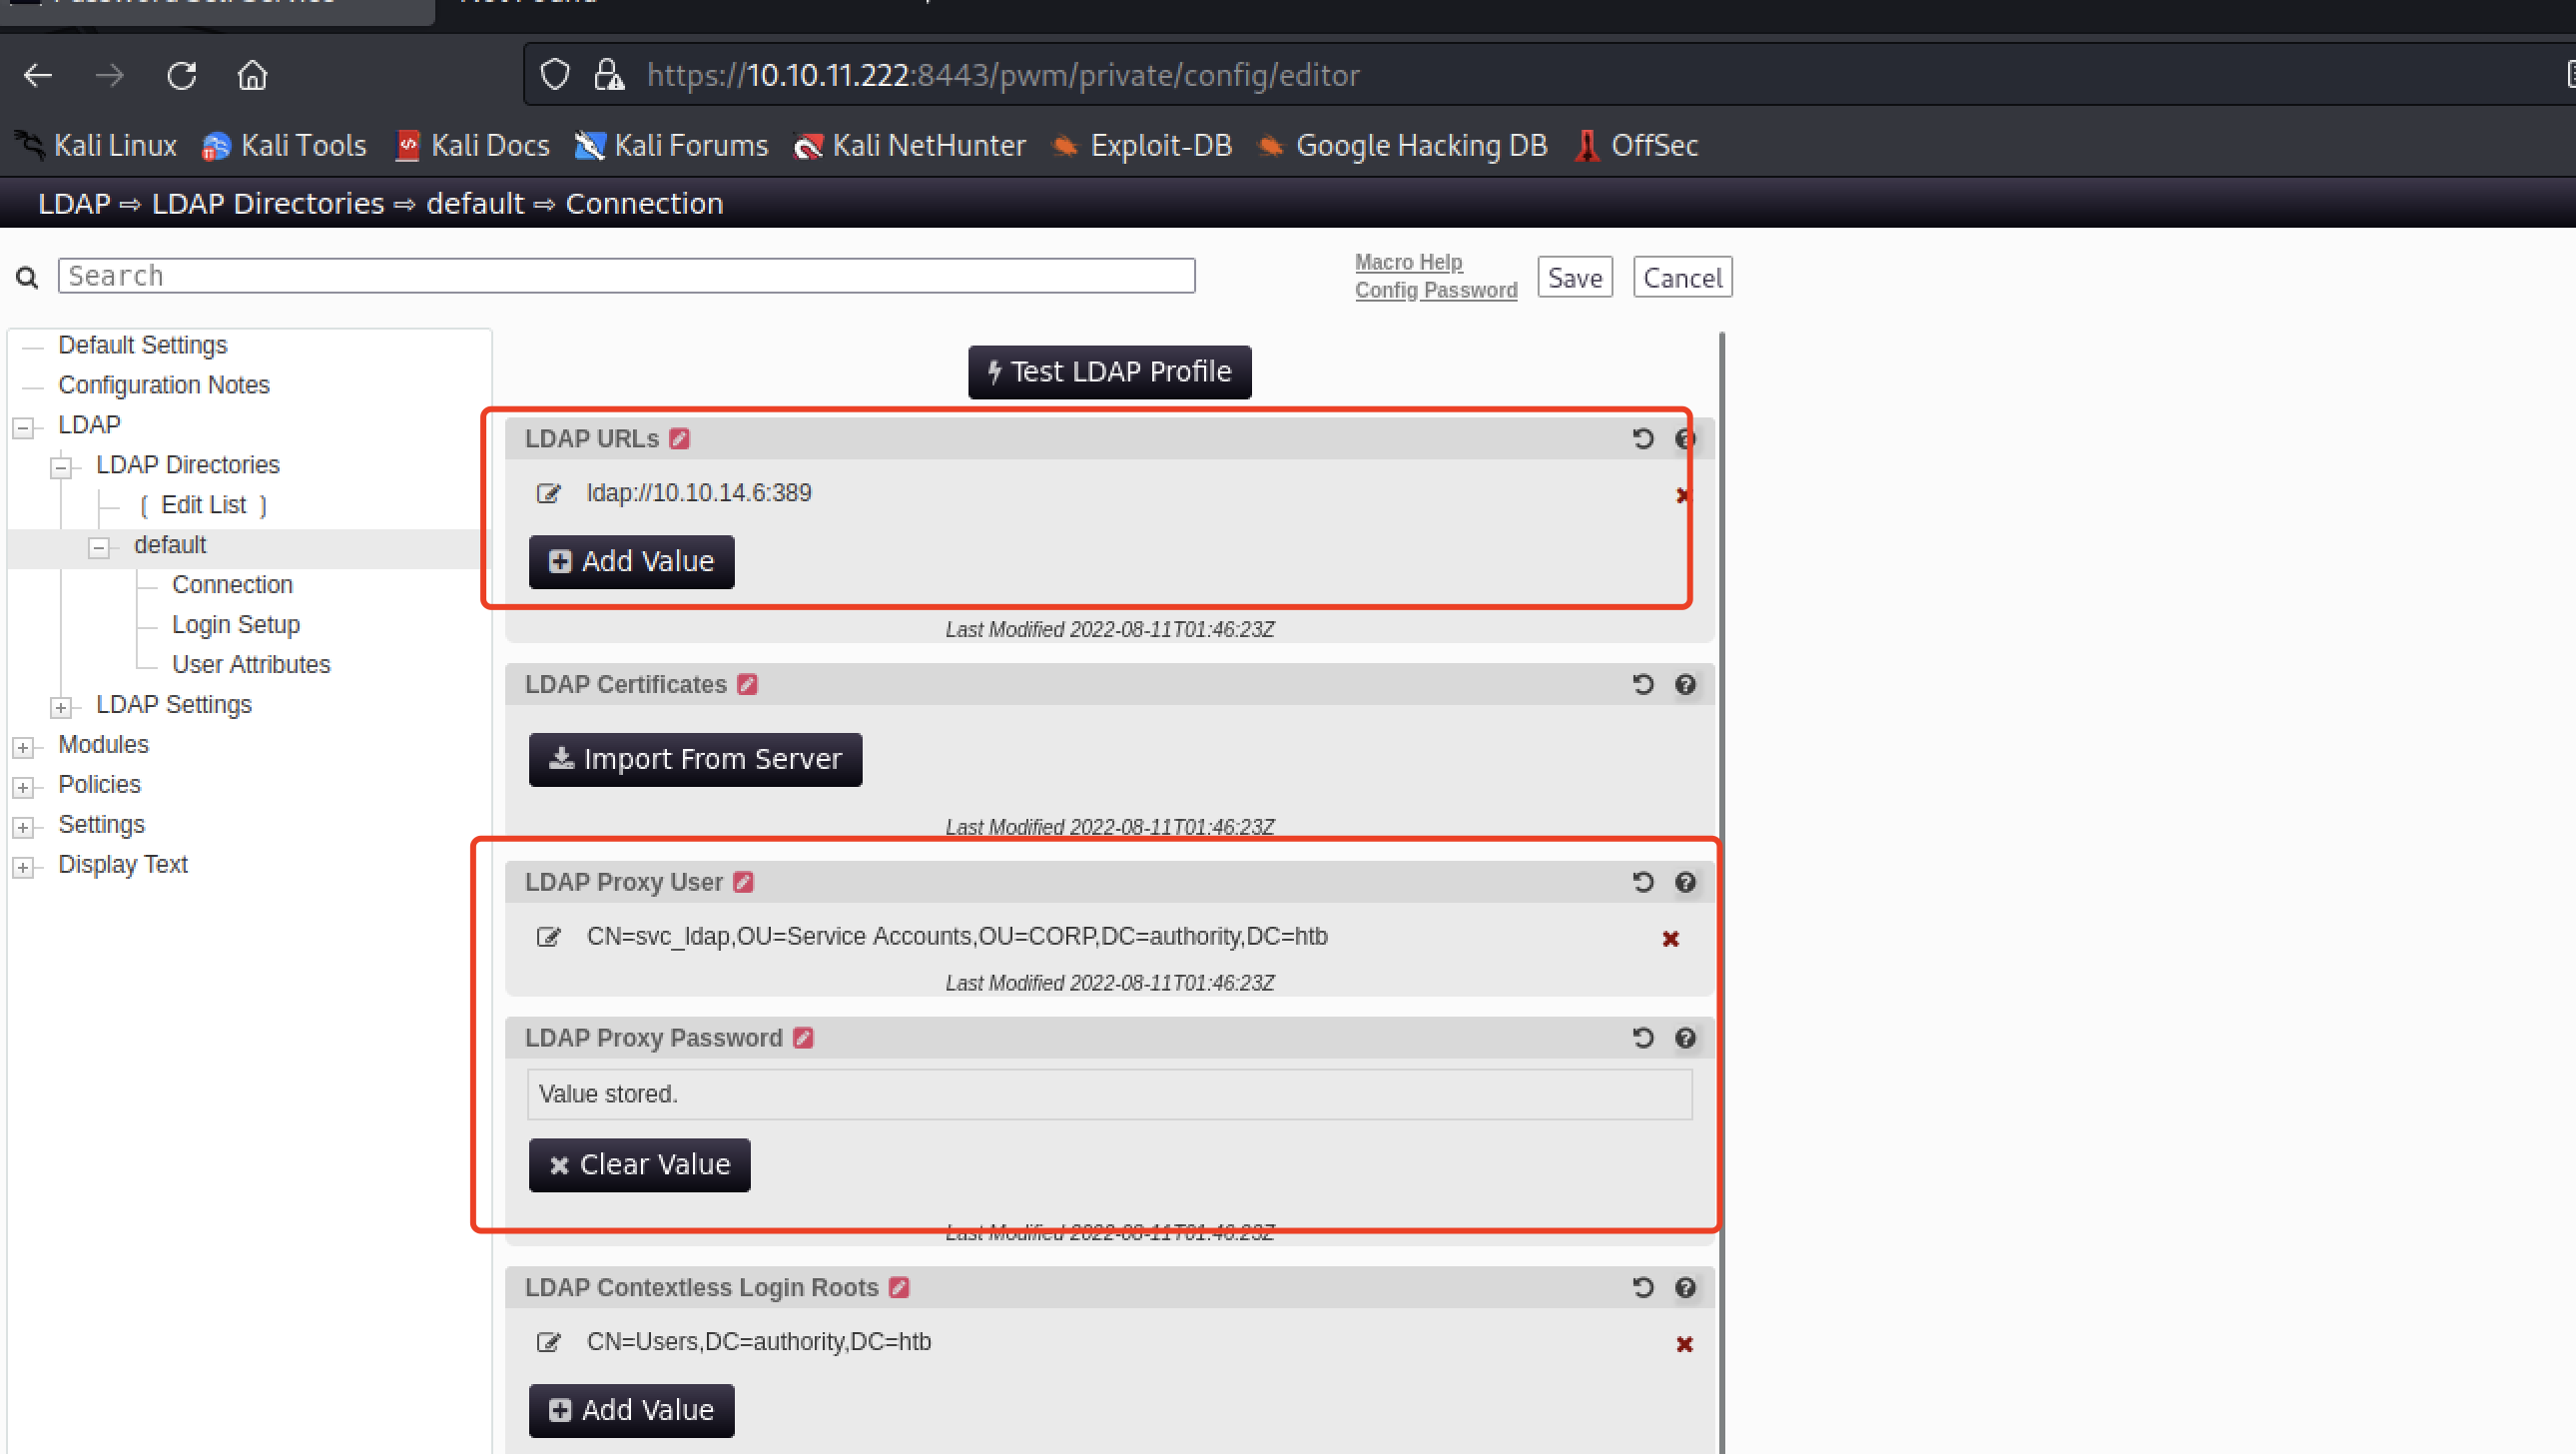 https://10.10.11.222:8443/pwm/private/config/editor
Kali Linux Kali Tools Kali Docs Kali Forums Kali NetHunter Exploit-DB Google Hacking DB OffSec
LDAP ⇨ LDAP Directories ⇨ default ⇨ Connection
Search
Macro Help
Config Password
Save
Cancel
Default Settings
Configuration Notes
LDAP
LDAP Directories
[ Edit List ]
default
Connection
Login Setup
User Attributes
LDAP Settings
Modules
Policies
Settings
Display Text
Test LDAP Profile
LDAP URLs
ldap://10.10.14.6:389
Add Value
Last Modified 2022-08-11T01:46:23Z
LDAP Certificates
Import From Server
Last Modified 2022-08-11T01:46:23Z
LDAP Proxy User
CN=svc_ldap,OU=Service Accounts,OU=CORP,DC=authority,DC=htb
Last Modified 2022-08-11T01:46:23Z
LDAP Proxy Password
Value stored.
Clear Value
Last Modified 2022-08-11T01:46:23Z
LDAP Contextless Login Roots
CN=Users,DC=authority,DC=htb
Add Value